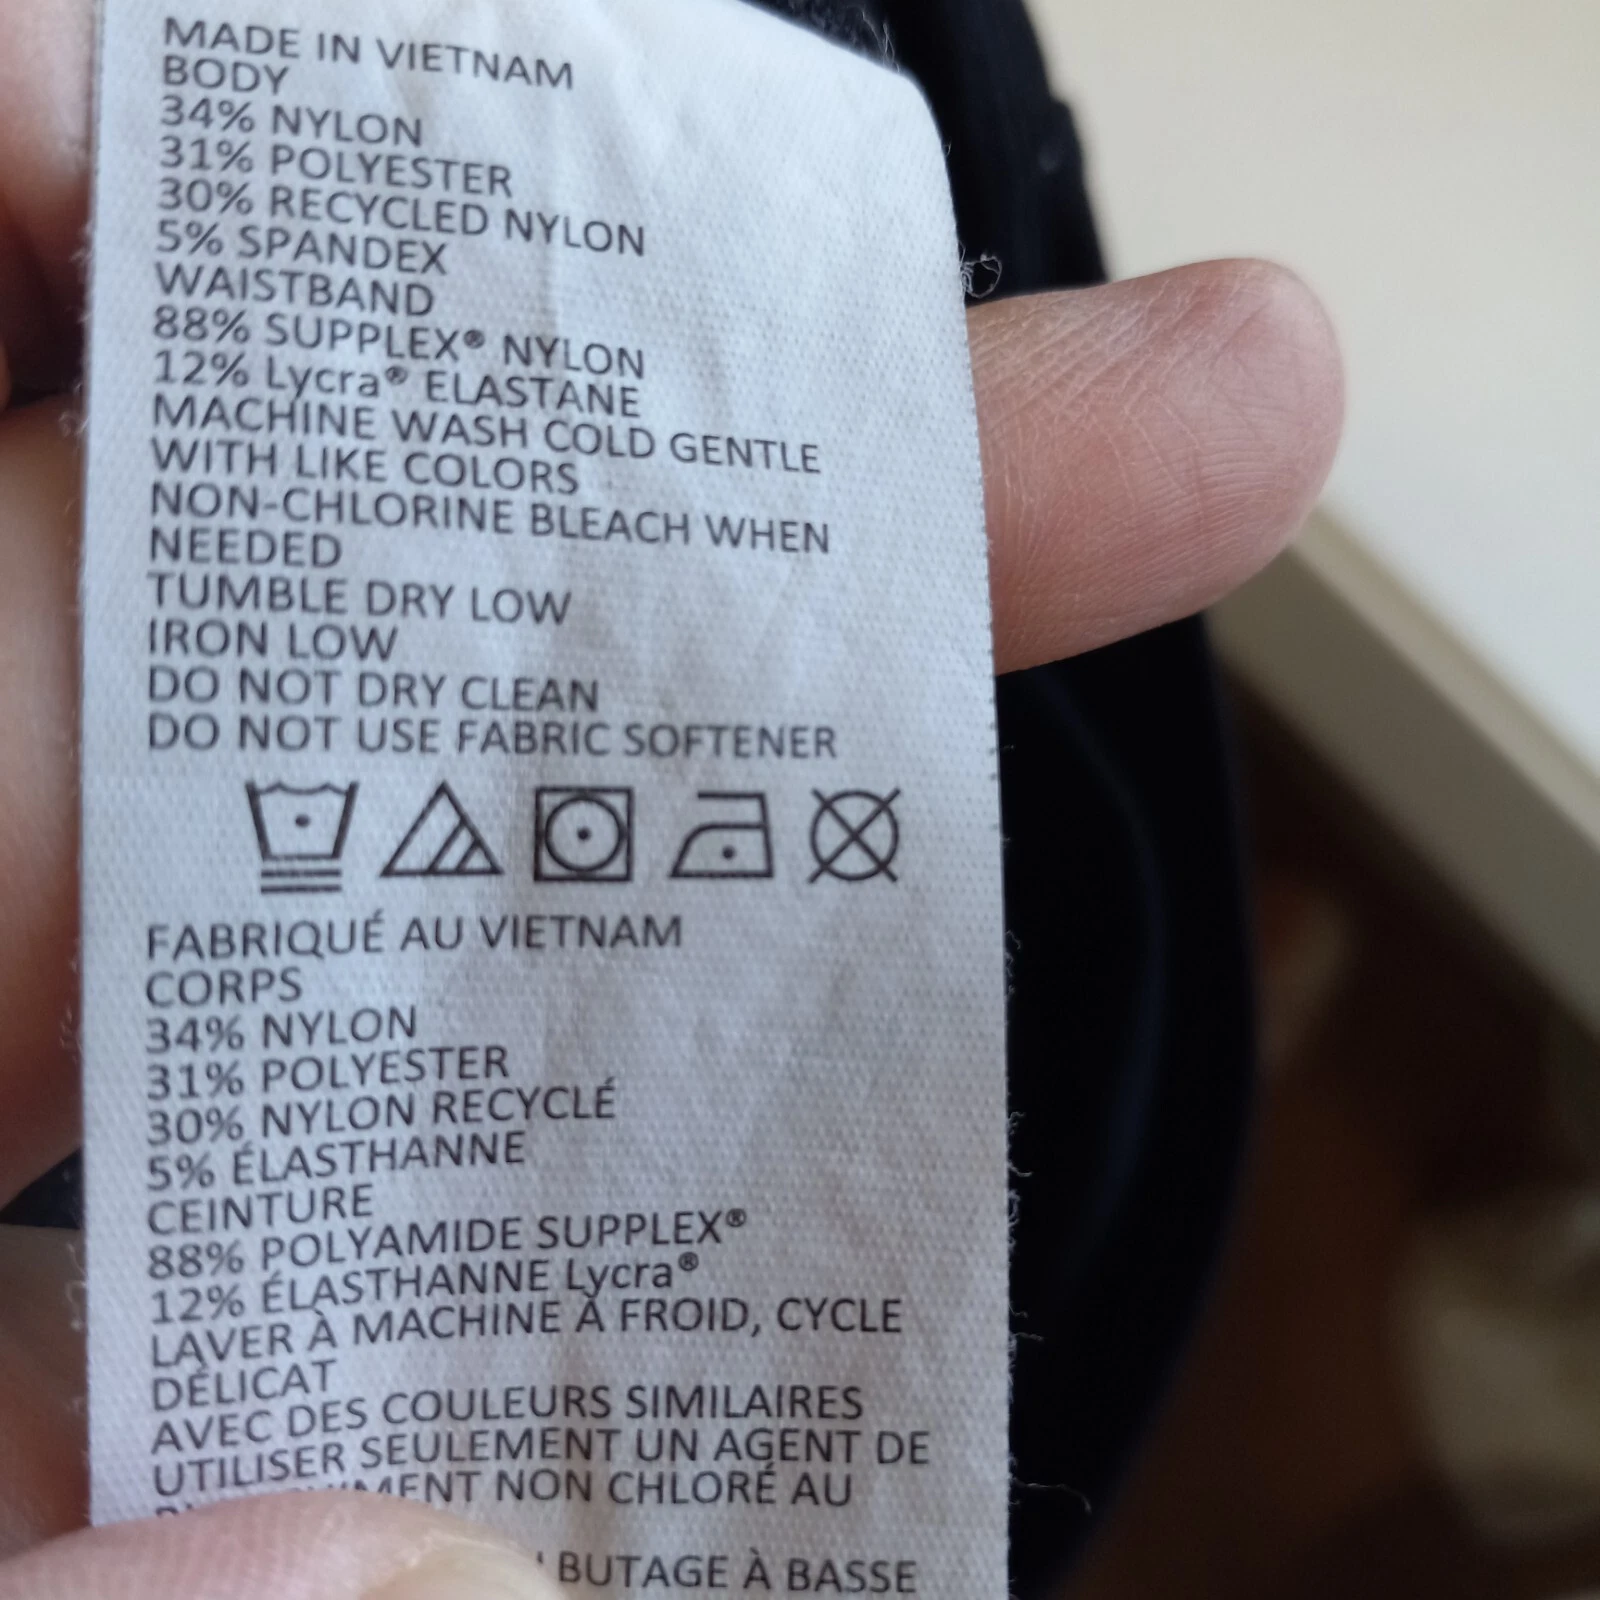 MADE IN VIETNAM
BODY
34% NYLON
31% POLYESTER
30% RECYCLED NYLON
5% SPANDEX
WAISTBAND
88% SUPPLEX® NYLON
12% Lycra® ELASTANE
MACHINE WASH COLD GENTLE
WITH LIKE COLORS
NON-CHLORINE BLEACH WHEN
NEEDED
TUMBLE DRY LOW
IRON LOW
DO NOT DRY CLEAN
DO NOT USE FABRIC SOFTENER
FABRIQUÉ AU VIETNAM
CORPS
34% NYLON
31% POLYESTER
30% NYLON RECYCLÉ
5% ÉLASTHANNE
CEINTURE
88% POLYAMIDE SUPPLEX®
12% ÉLASTHANNE Lycra®
LAVER À MACHINE À FROID, CYCLE
DÉLICAT
AVEC DES COULEURS SIMILAIRES
UTILISER SEULEMENT UN AGENT DE
NON CHLORÉ AU
BUTAGE À BASSE